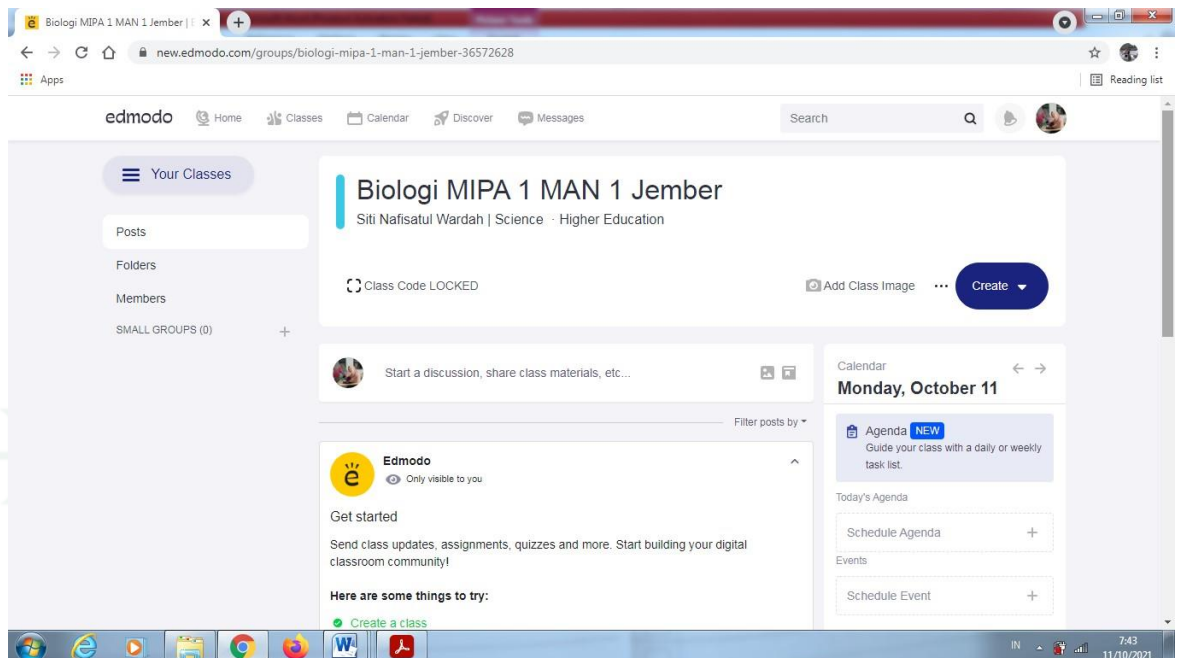 Biologi MIPA 1 MAN 1 Jember |
new.edmodo.com/groups/biologi-mipa-1-man-1-jember-36572628
Apps
Reading list
edmodo Home Classes Calendar Discover Messages Search
Your Classes
Posts
Folders
Members
SMALL GROUPS (0)
Biologi MIPA 1 MAN 1 Jember
Siti Nafisatul Wardah | Science · Higher Education
Class Code LOCKED
Add Class Image
Create
Start a discussion, share class materials, etc...
Filter posts by
Edmodo
Only visible to you
Get started
Send class updates, assignments, quizzes and more. Start building your digital
classroom community!
Here are some things to try:
Create a class
Calendar
Monday, October 11
Agenda NEW
Guide your class with a daily or weekly
task list.
Today's Agenda
Schedule Agenda
Events
Schedule Event
IN
7:43
11/10/2021